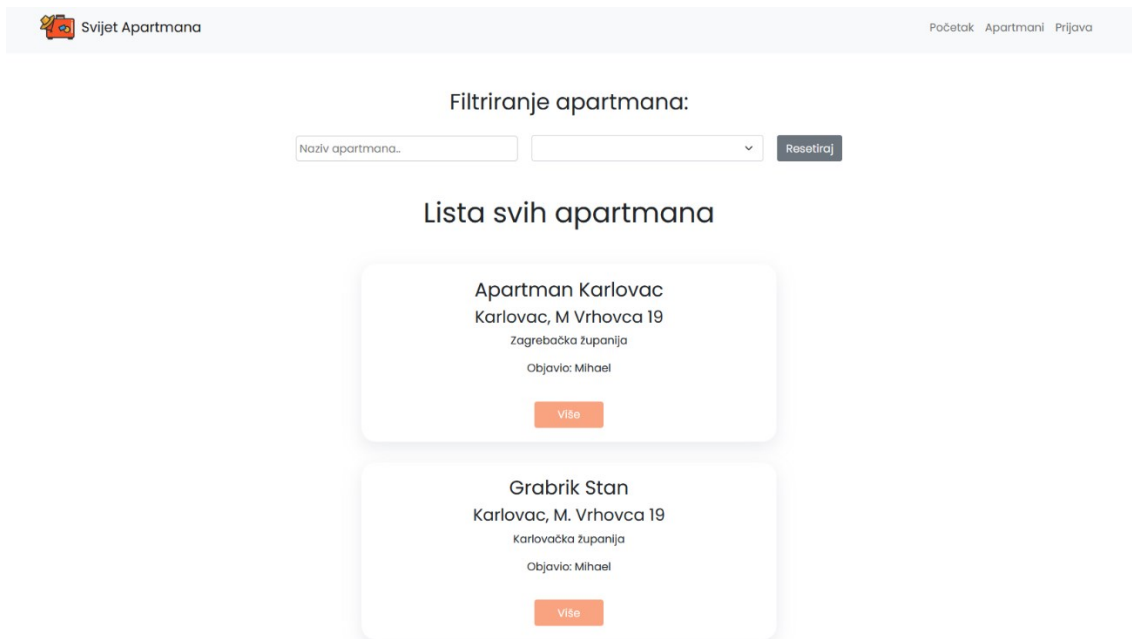 Svijet Apartmana
Početak Apartmani Prijava
Filtriranje apartmana:
Naziv apartmana..
Resetiraj
Lista svih apartmana
Apartman Karlovac
Karlovac, M Vrhovca 19
Zagrebačka županija
Objavio: Mihael
Više
Grabrik Stan
Karlovac, M. Vrhovca 19
Karlovačka županija
Objavio: Mihael
Više